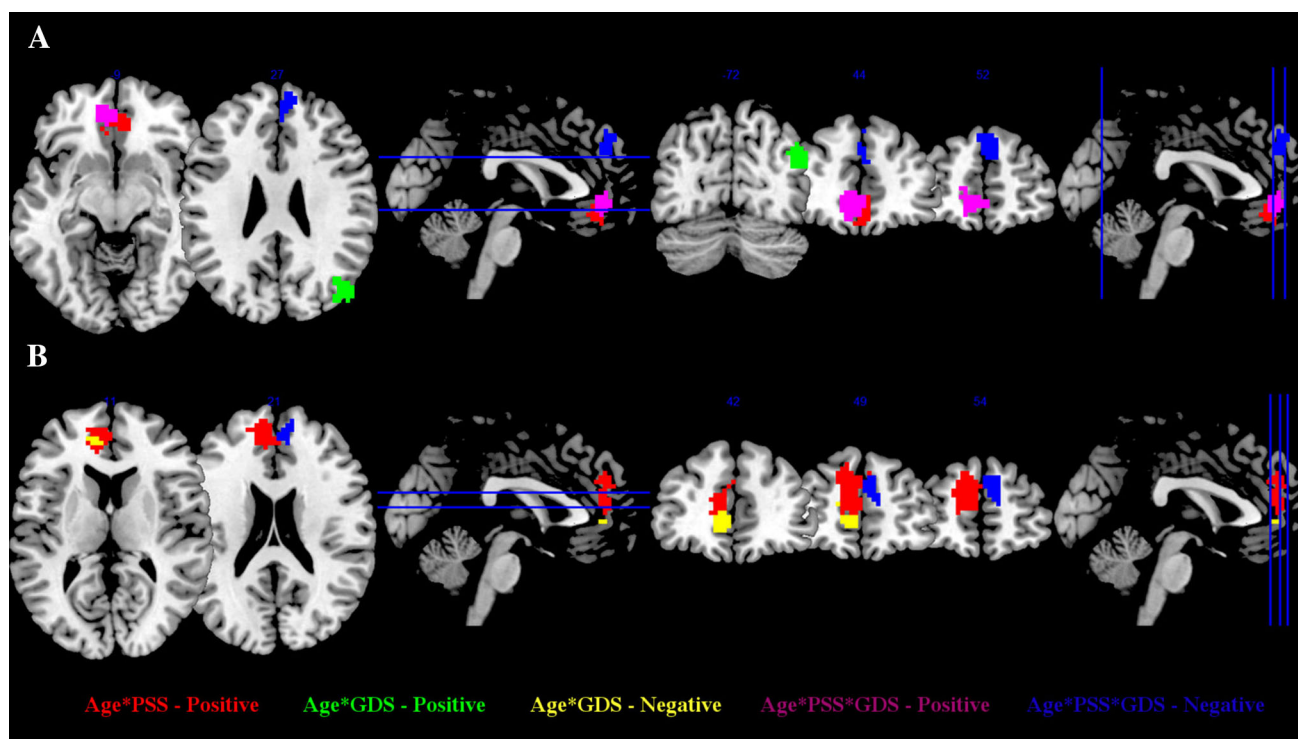 A
9 27 -72 44 52
B
11 21 42 49 54
Age*PSS - Positive Age*GDS - Positive Age*GDS - Negative Age*PSS*GDS - Positive Age*PSS*GDS - Negative